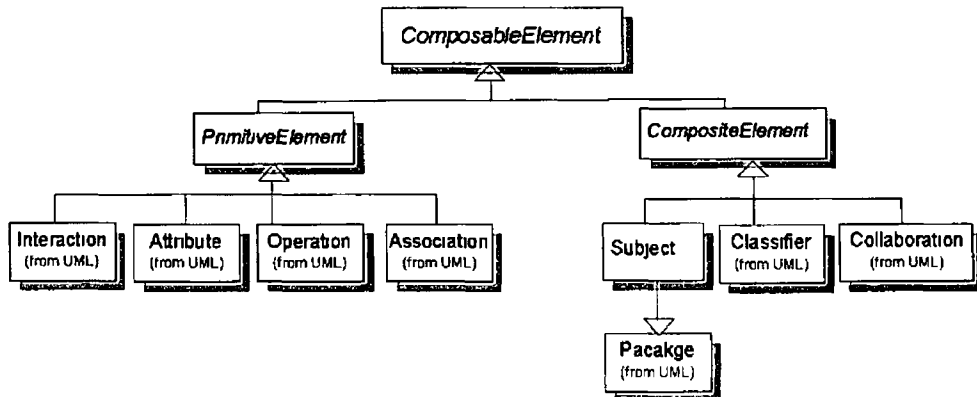 ComposableElement
PrimitiveElement
CompositeElement
Interaction
(from UML)
Attribute
(from UML)
Operation
(from UML)
Association
(from UML)
Subject
Classifier
(from UML)
Collaboration
(from UML)
Pacakge
(from UML)